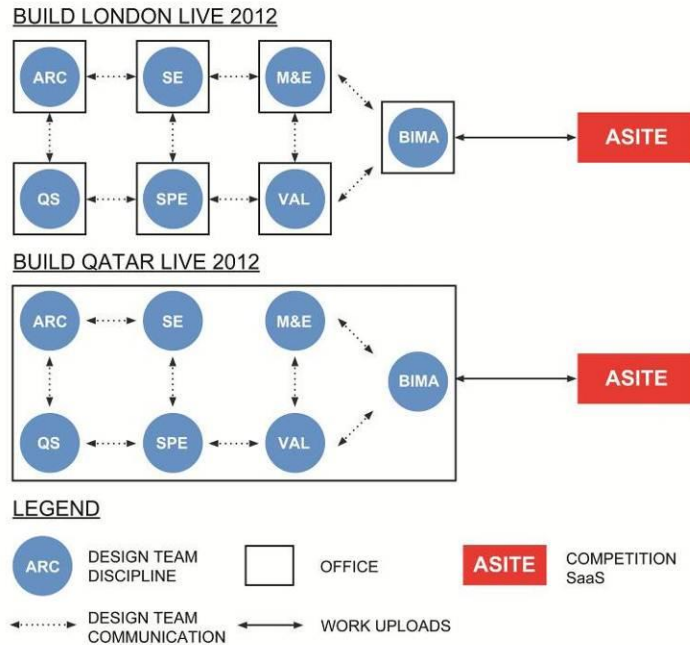 BUILD LONDON LIVE 2012
ARC SE M&E
BIMA ASITE
QS SPE VAL
BUILD QATAR LIVE 2012
ARC SE M&E
BIMA ASITE
QS SPE VAL
LEGEND
ARC DESIGN TEAM DISCIPLINE
OFFICE
ASITE COMPETITION SaaS
DESIGN TEAM COMMUNICATION
WORK UPLOADS